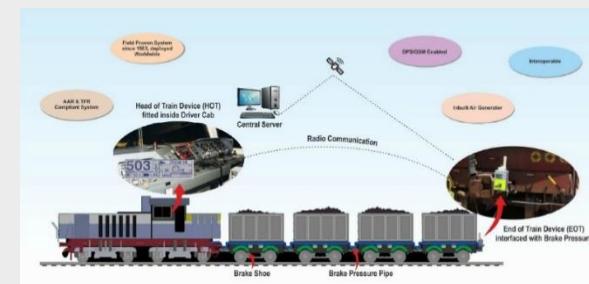 Field Proven System
since 1983, deployed
Worldwide
GPS/GSM Enabled
Interoperable
AAR & TFR
Compliant System
Head of Train Device (HOT)
fitted inside Driver Cab
Central Server
Inbuilt Air Generator
Radio Communication
503
End of Train Device (EOT)
interfaced with Brake Pressure
Brake Shoe
Brake Pressure Pipe